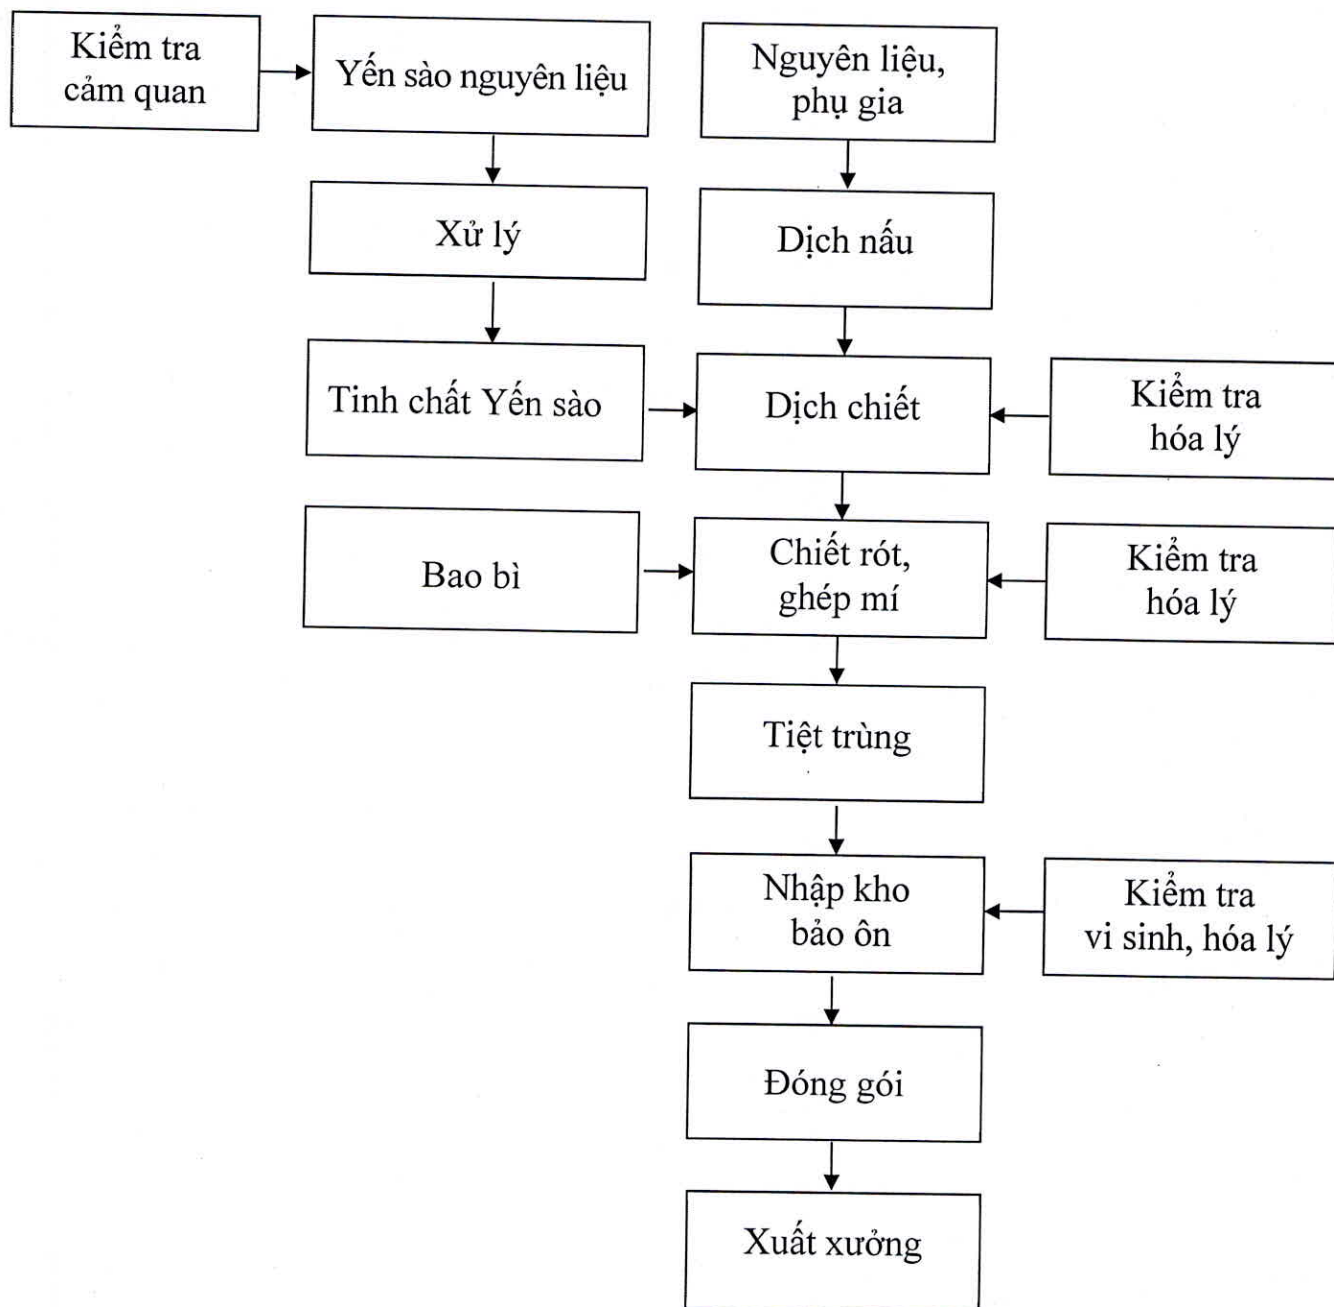 Kiểm tra
cảm quan
Yến sào nguyên liệu
Nguyên liệu,
phụ gia
Xử lý
Dịch nấu
Tinh chất Yến sào
Dịch chiết
Kiểm tra
hóa lý
Bao bì
Chiết rót,
ghép mí
Kiểm tra
hóa lý
Tiệt trùng
Nhập kho
bảo ôn
Kiểm tra
vi sinh, hóa lý
Đóng gói
Xuất xưởng